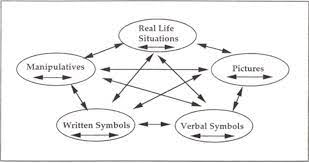 Real Life
Situations
Manipulatives
Pictures
Written Symbols
Verbal Symbols